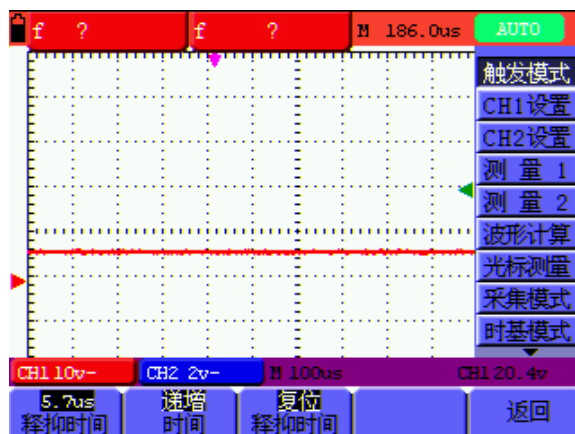 f ? f ? M 186.0us AUTO
触发模式
CH1设置
CH2设置
测 量 1
测 量 2
波形计算
光标测量
采集模式
时基模式
CH1 10v- CH2 2v- M 100us CH1 20.4v
5.7us 递增 复位
释抑时间 时间 释抑时间 返回